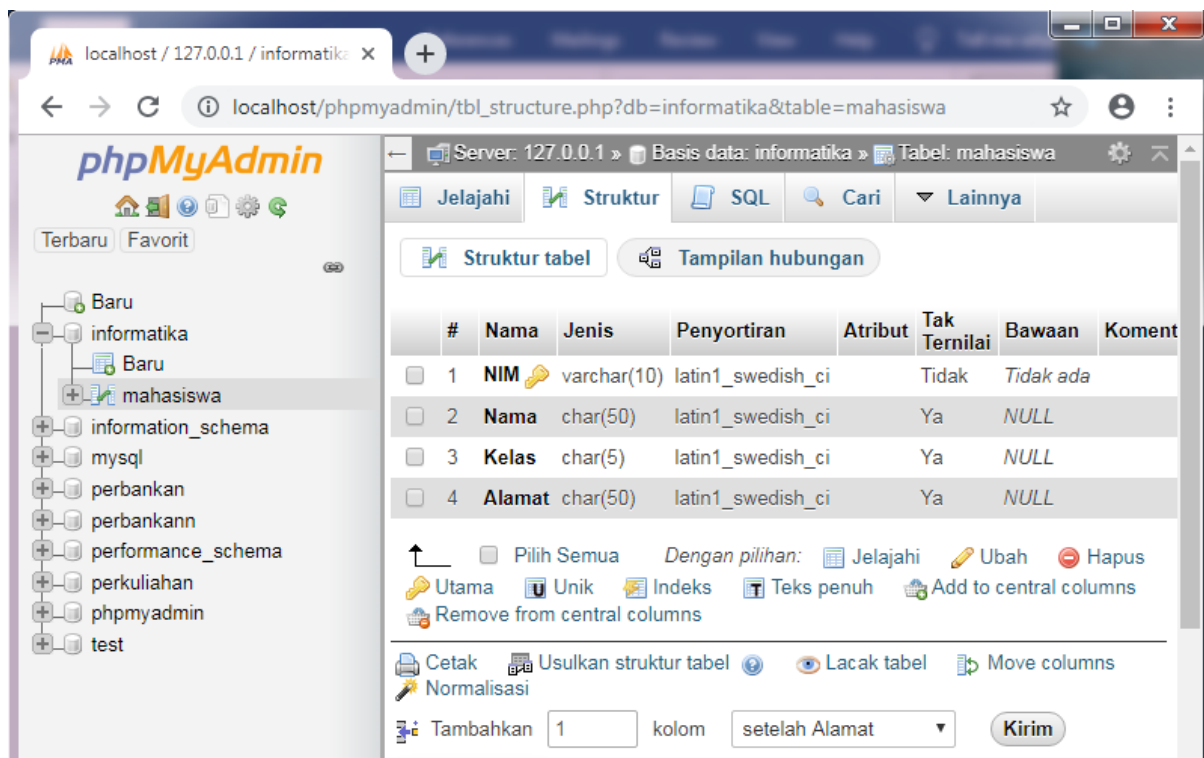 localhost / 127.0.0.1 / informatika
localhost/phpmyadmin/tbl_structure.php?db=informatika&table=mahasiswa
phpMyAdmin
Terbaru Favorit
Baru
informatika
Baru
mahasiswa
information_schema
mysql
perbankan
perbankann
performance_schema
perkuliahan
phpmyadmin
test
Server: 127.0.0.1 » Basis data: informatika » Tabel: mahasiswa
Jelajahi Struktur SQL Cari Lainnya
Struktur tabel Tampilan hubungan
# Nama Jenis Penyortiran Atribut Tak Ternilai Bawaan Koment
1 NIM varchar(10) latin1_swedish_ci Tidak Tidak ada
2 Nama char(50) latin1_swedish_ci Ya NULL
3 Kelas char(5) latin1_swedish_ci Ya NULL
4 Alamat char(50) latin1_swedish_ci Ya NULL
Pilih Semua Dengan pilihan: Jelajahi Ubah Hapus
Utama Unik Indeks Teks penuh Add to central columns
Remove from central columns
Cetak Usulkan struktur tabel Lacak tabel Move columns
Normalisasi
Tambahkan 1 kolom setelah Alamat Kirim